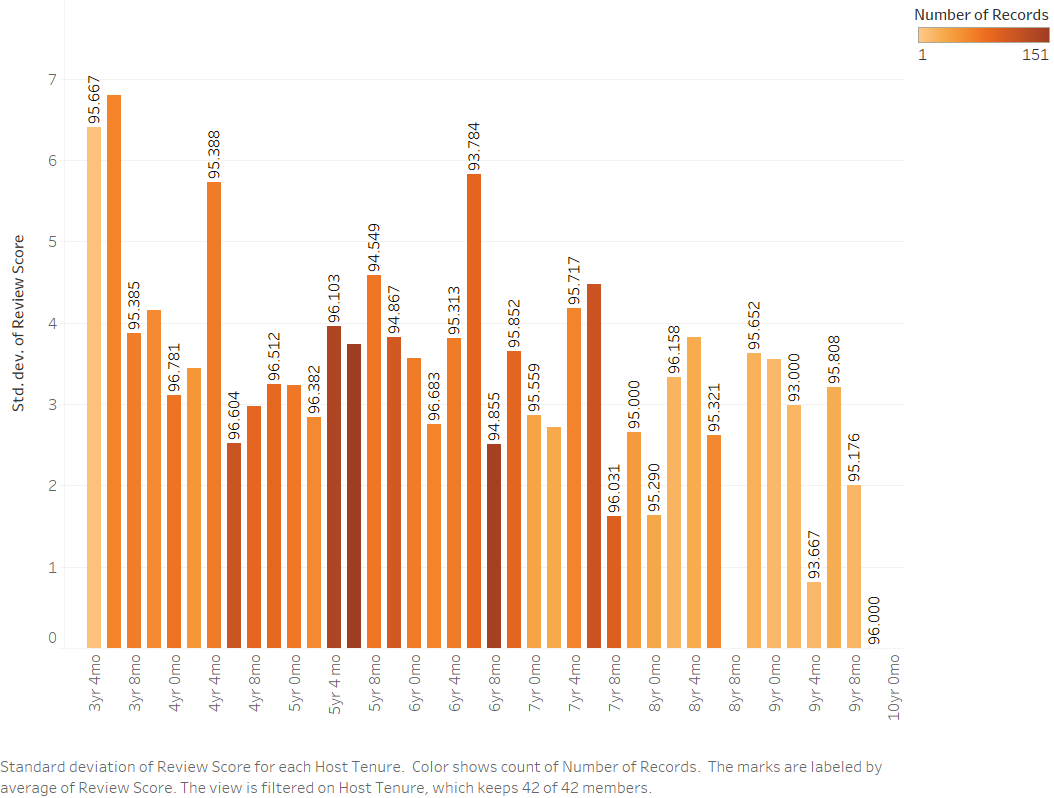 Number of Records
1 151
Std. dev. of Review Score
7
6
5
4
3
2
1
0
95.667
95.385
96.781
95.388
96.604
96.512
96.382
96.103
94.549
94.867
96.683
95.313
93.784
94.855
95.852
95.559
95.717
96.031
95.000
95.290
96.158
95.321
95.652
93.000
93.667
95.808
95.176
96.000
3yr 4mo
3yr 8mo
4yr 0mo
4yr 4mo
4yr 8mo
5yr 0mo
5yr 4 mo
5yr 8mo
6yr 0mo
6yr 4mo
6yr 8mo
7yr 0mo
7yr 4mo
7yr 8mo
8yr 0mo
8yr 4mo
8yr 8mo
9yr 0mo
9yr 4mo
9yr 8mo
10yr 0mo
Standard deviation of Review Score for each Host Tenure.  Color shows count of Number of Records.  The marks are labeled by
average of Review Score. The view is filtered on Host Tenure, which keeps 42 of 42 members.